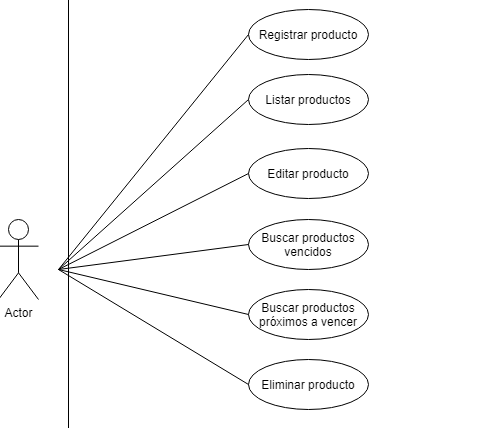 Registrar producto
Listar productos
Editar producto
Buscar productos
vencidos
Actor
Buscar productos
próximos a vencer
Eliminar producto